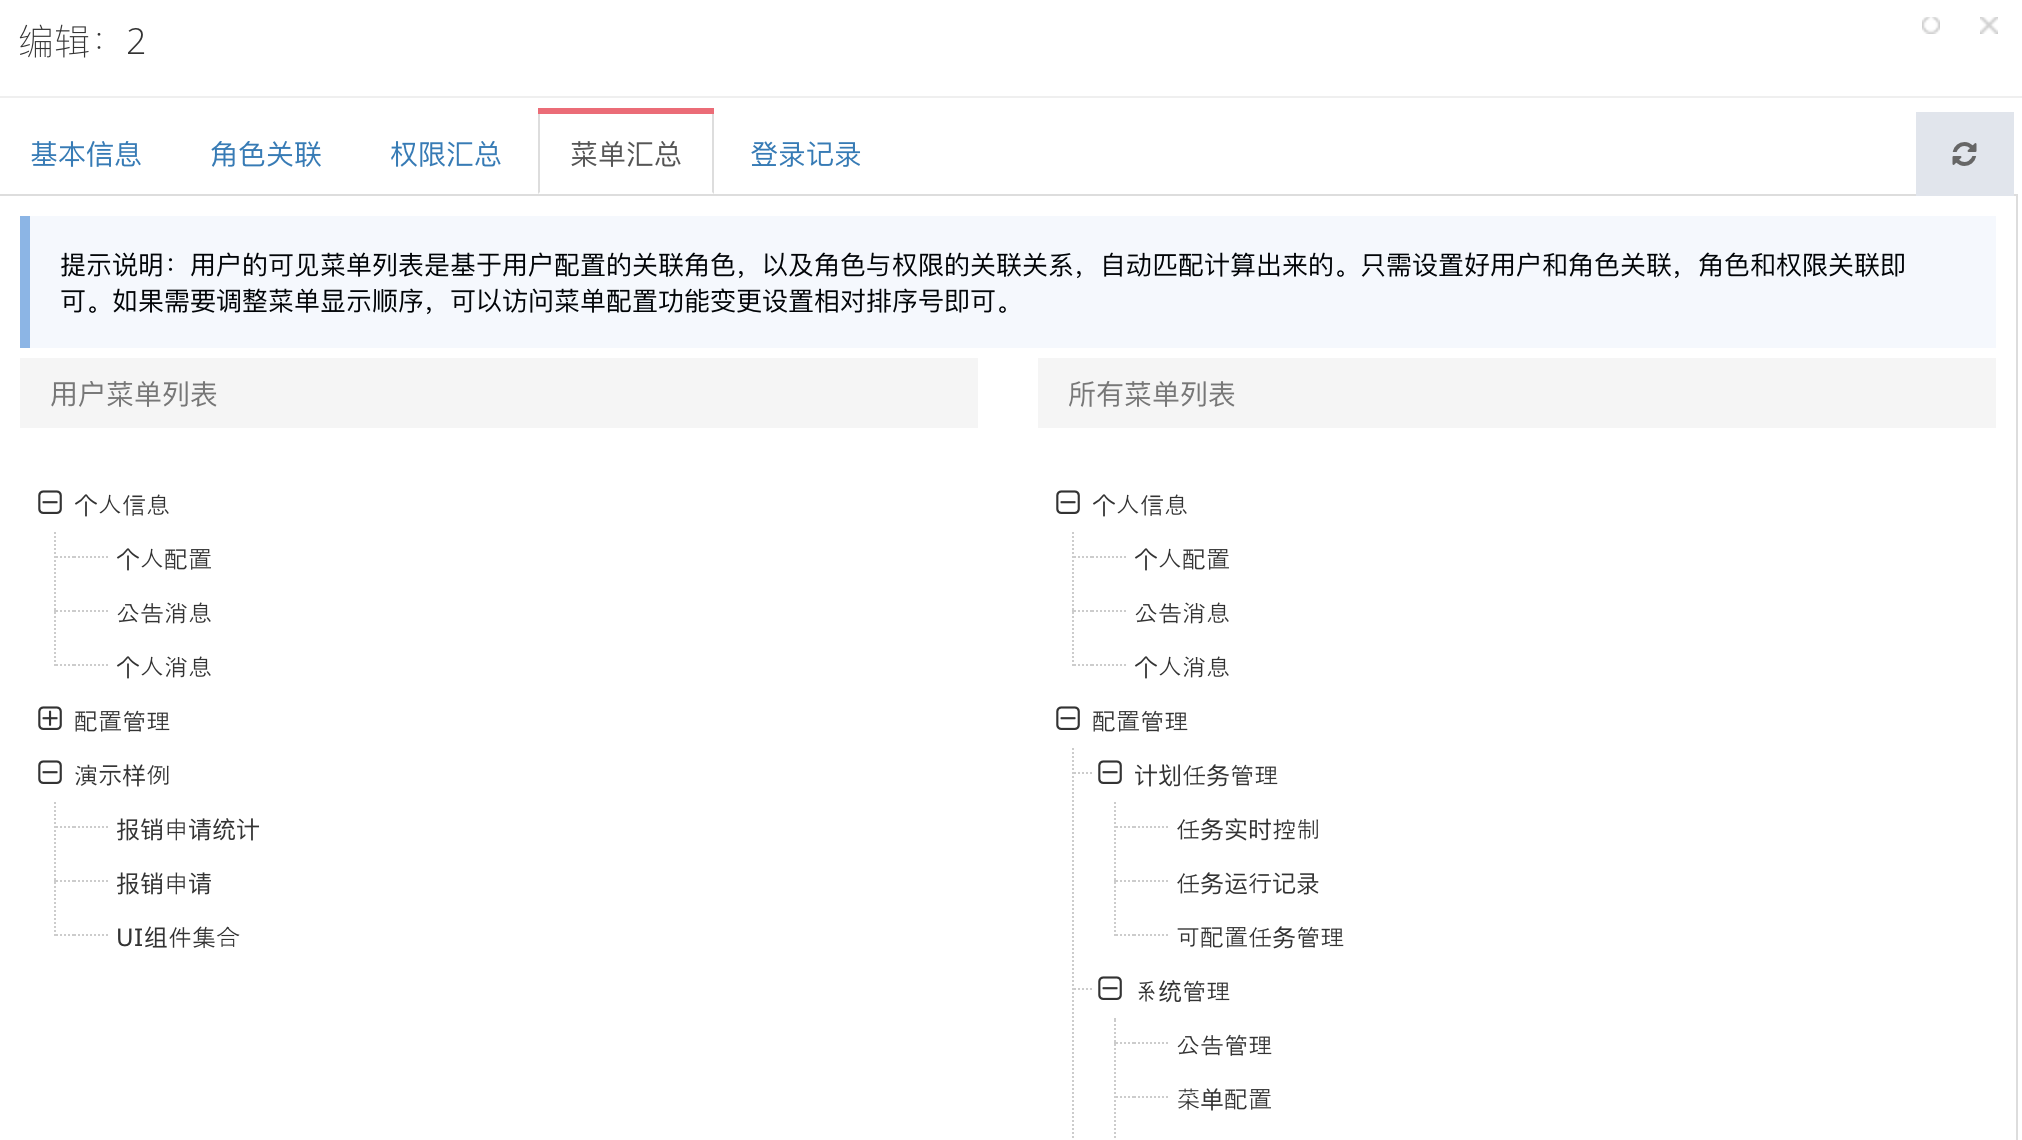 编辑：2
基本信息
角色关联
权限汇总
菜单汇总
登录记录
提示说明：用户的可见菜单列表是基于用户配置的关联角色，以及角色与权限的关联关系，自动匹配计算出来的。只需设置好用户和角色关联，角色和权限关联即
可。如果需要调整菜单显示顺序，可以访问菜单配置功能变更设置相对排序号即可。
用户菜单列表
个人信息
个人配置
公告消息
个人消息
配置管理
演示样例
报销申请统计
报销申请
UI组件集合
所有菜单列表
个人信息
个人配置
公告消息
个人消息
配置管理
计划任务管理
任务实时控制
任务运行记录
可配置任务管理
系统管理
公告管理
菜单配置